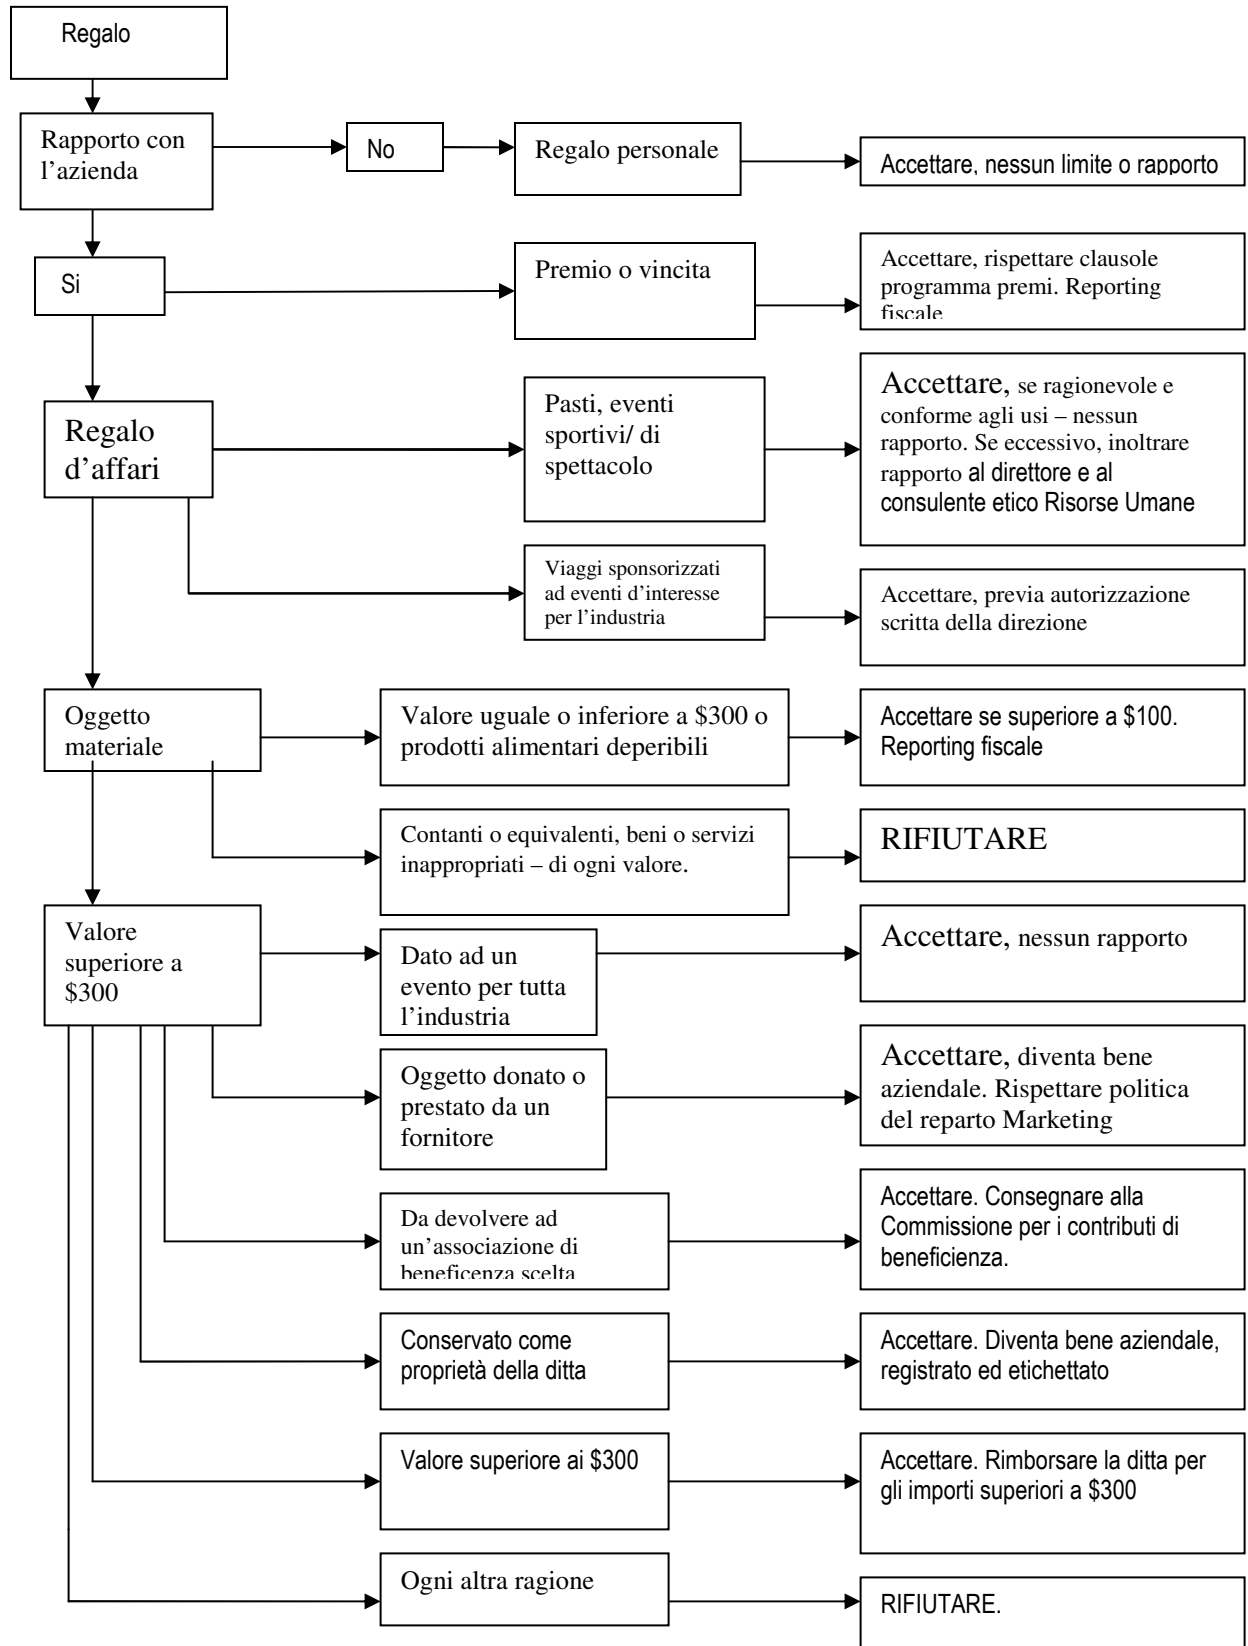 Regalo
Rapporto con
l'azienda
No
Regalo personale
Accettare, nessun limite o rapporto
Si
Premio o vincita
Accettare, rispettare clausole
programma premi. Reporting
fiscale
Regalo
d'affari
Pasti, eventi
sportivi/ di
spettacolo
Accettare, se ragionevole e
conforme agli usi – nessun
rapporto. Se eccessivo, inoltrare
rapporto al direttore e al
consulente etico Risorse Umane
Viaggi sponsorizzati
ad eventi d'interesse
per l'industria
Accettare, previa autorizzazione
scritta della direzione
Oggetto
materiale
Valore uguale o inferiore a $300 o
prodotti alimentari deperibili
Accettare se superiore a $100.
Reporting fiscale
Contanti o equivalenti, beni o servizi
inappropriati – di ogni valore.
RIFIUTARE
Valore
superiore a
$300
Dato ad un
evento per tutta
l'industria
Accettare, nessun rapporto
Oggetto donato o
prestato da un
fornitore
Accettare, diventa bene
aziendale. Rispettare politica
del reparto Marketing
Da devolvere ad
un'associazione di
beneficenza scelta
Accettare. Consegnare alla
Commissione per i contributi di
beneficienza.
Conservato come
proprietà della ditta
Accettare. Diventa bene aziendale,
registrato ed etichettato
Valore superiore ai $300
Accettare. Rimborsare la ditta per
gli importi superiori a $300
Ogni altra ragione
RIFIUTARE.